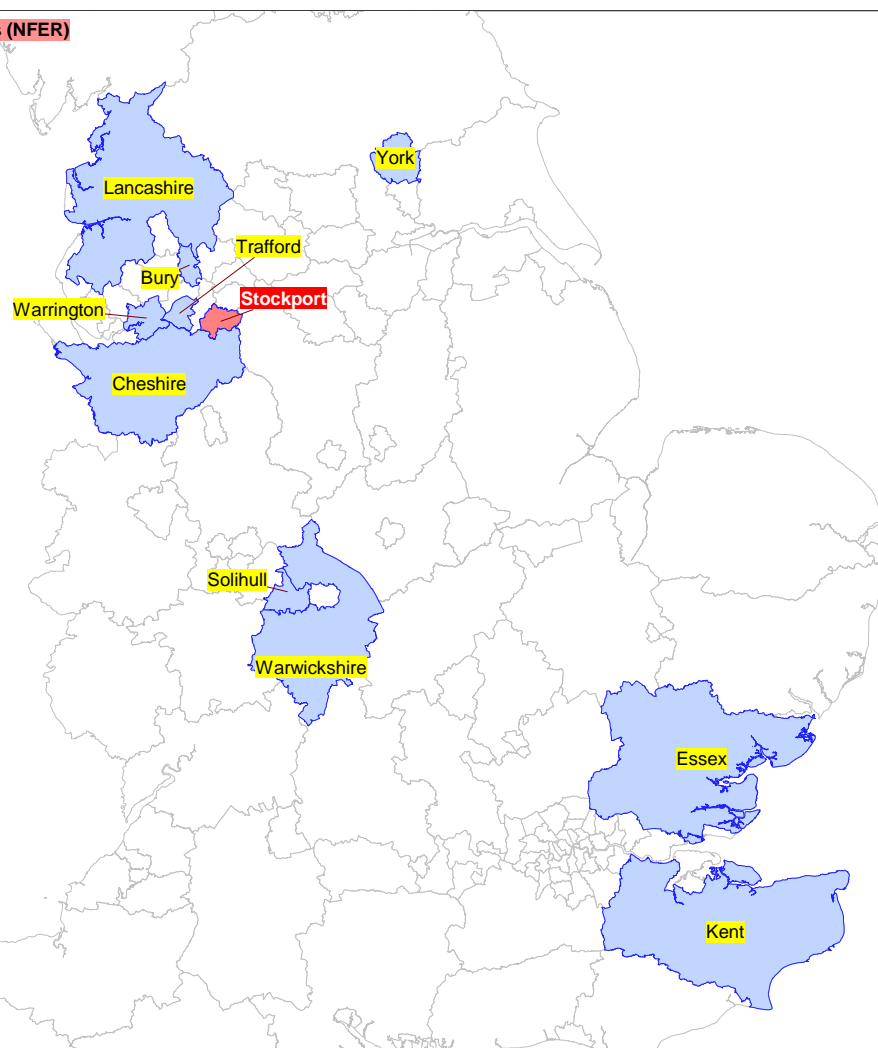 (NFER)
York
Lancashire
Trafford
Bury
Stockport
Warrington
Cheshire
Solihull
Warwickshire
Essex
Kent